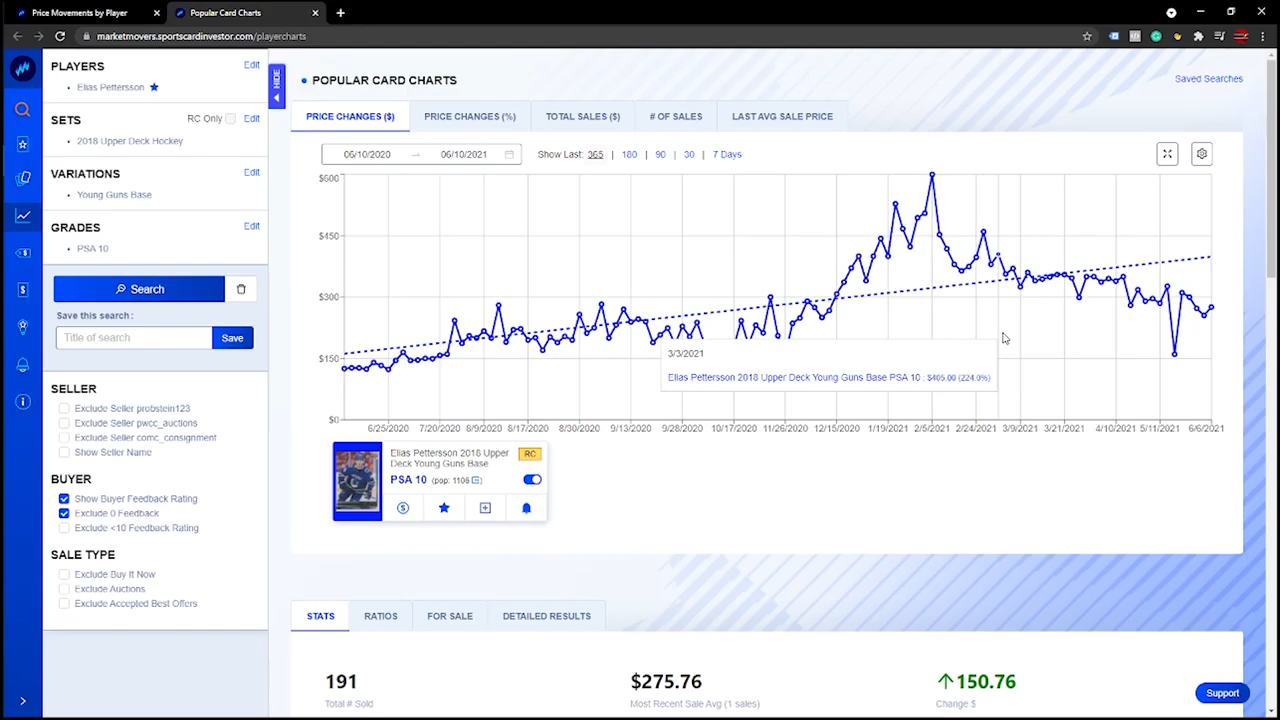 Price Movements by Player
Popular Card Charts
marketmovers.sportscardinvestor.com/playercharts
PLAYERS
Edit
Elias Pettersson
SETS
RC Only
Edit
2018 Upper Deck Hockey
VARIATIONS
Edit
Young Guns Base
GRADES
Edit
PSA 10
Search
Save this search:
Title of search
Save
SELLER
Exclude Seller probstein123
Exclude Seller pwcc_auctions
Exclude Seller comc_consignment
Show Seller Name
BUYER
Show Buyer Feedback Rating
Exclude 0 Feedback
Exclude <10 Feedback Rating
SALE TYPE
Exclude Buy It Now
Exclude Auctions
Exclude Accepted Best Offers
HIDE
POPULAR CARD CHARTS
Saved Searches
PRICE CHANGES ($)
PRICE CHANGES (%)
TOTAL SALES ($)
# OF SALES
LAST AVG SALE PRICE
06/10/2020 → 06/10/2021
Show Last: 365 | 180 | 90 | 30 | 7 Days
$600
$450
$300
$150
$0
3/3/2021
Elias Pettersson 2018 Upper Deck Young Guns Base PSA 10 : $405.00 (224.0%)
6/25/2020 7/20/2020 8/9/2020 8/17/2020 8/30/2020 9/13/2020 9/28/2020 10/17/2020 11/26/2020 12/15/2020 1/19/2021 2/5/2021 2/24/2021 3/9/2021 3/21/2021 4/10/2021 5/11/2021 6/6/2021
Elias Pettersson 2018 Upper
Deck Young Guns Base
RC
PSA 10 (pop: 1106)
STATS
RATIOS
FOR SALE
DETAILED RESULTS
191
Total # Sold
$275.76
Most Recent Sale Avg (1 sales)
↑150.76
Change $
Support